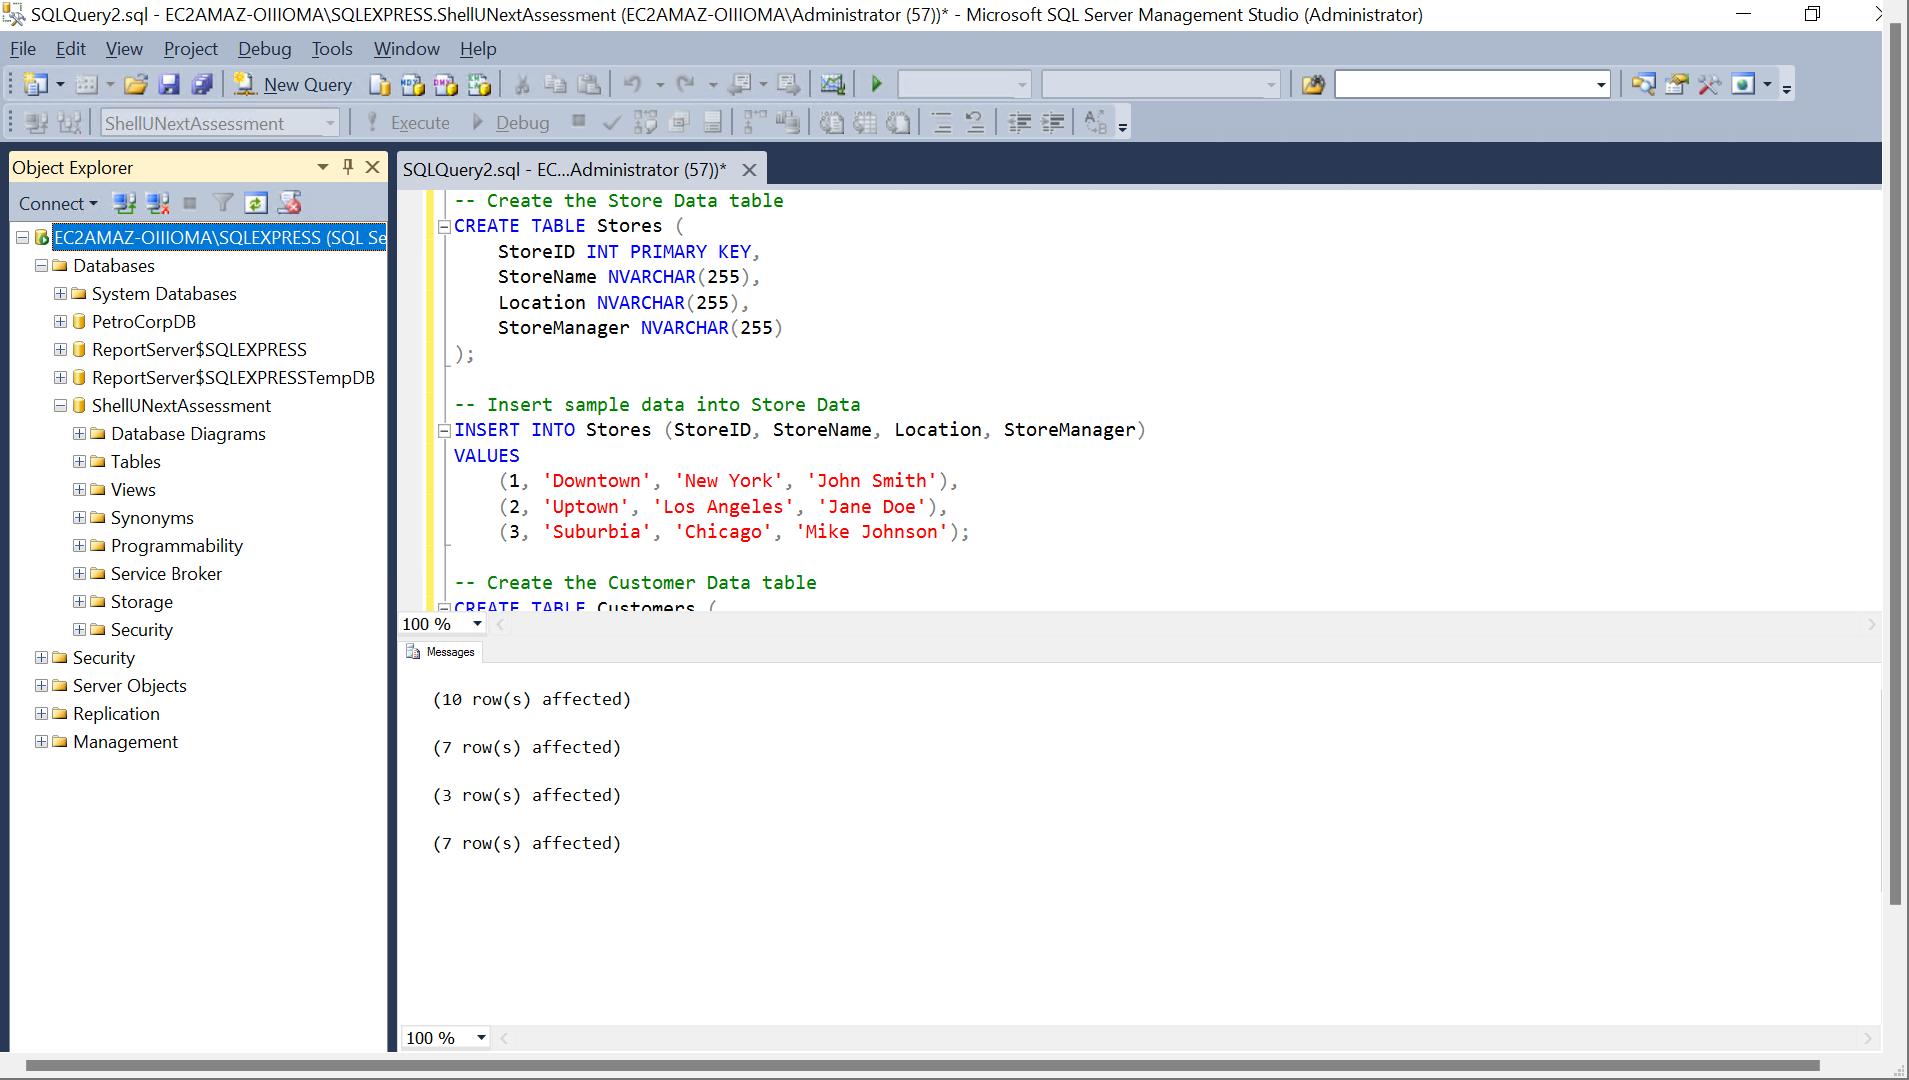 SQLQuery2.sql - EC2AMAZ-OIIIOMA\SQLEXPRESS.ShellUNextAssessment (EC2AMAZ-OIIIOMA\Administrator (57))* - Microsoft SQL Server Management Studio (Administrator)
File Edit View Project Debug Tools Window Help
New Query
ShellUNextAssessment Execute Debug
Object Explorer
Connect
EC2AMAZ-OIIIOMA\SQLEXPRESS (SQL Se
Databases
System Databases
PetroCorpDB
ReportServer$SQLEXPRESS
ReportServer$SQLEXPRESSTempDB
ShellUNextAssessment
Database Diagrams
Tables
Views
Synonyms
Programmability
Service Broker
Storage
Security
Security
Server Objects
Replication
Management
SQLQuery2.sql - EC...Administrator (57))*
-- Create the Store Data table
CREATE TABLE Stores (
StoreID INT PRIMARY KEY,
StoreName NVARCHAR(255),
Location NVARCHAR(255),
StoreManager NVARCHAR(255)
);
-- Insert sample data into Store Data
INSERT INTO Stores (StoreID, StoreName, Location, StoreManager)
VALUES
(1, 'Downtown', 'New York', 'John Smith'),
(2, 'Uptown', 'Los Angeles', 'Jane Doe'),
(3, 'Suburbia', 'Chicago', 'Mike Johnson');
-- Create the Customer Data table
CREATE TABLE Customers (
100 %
Messages
(10 row(s) affected)
(7 row(s) affected)
(3 row(s) affected)
(7 row(s) affected)
100 %